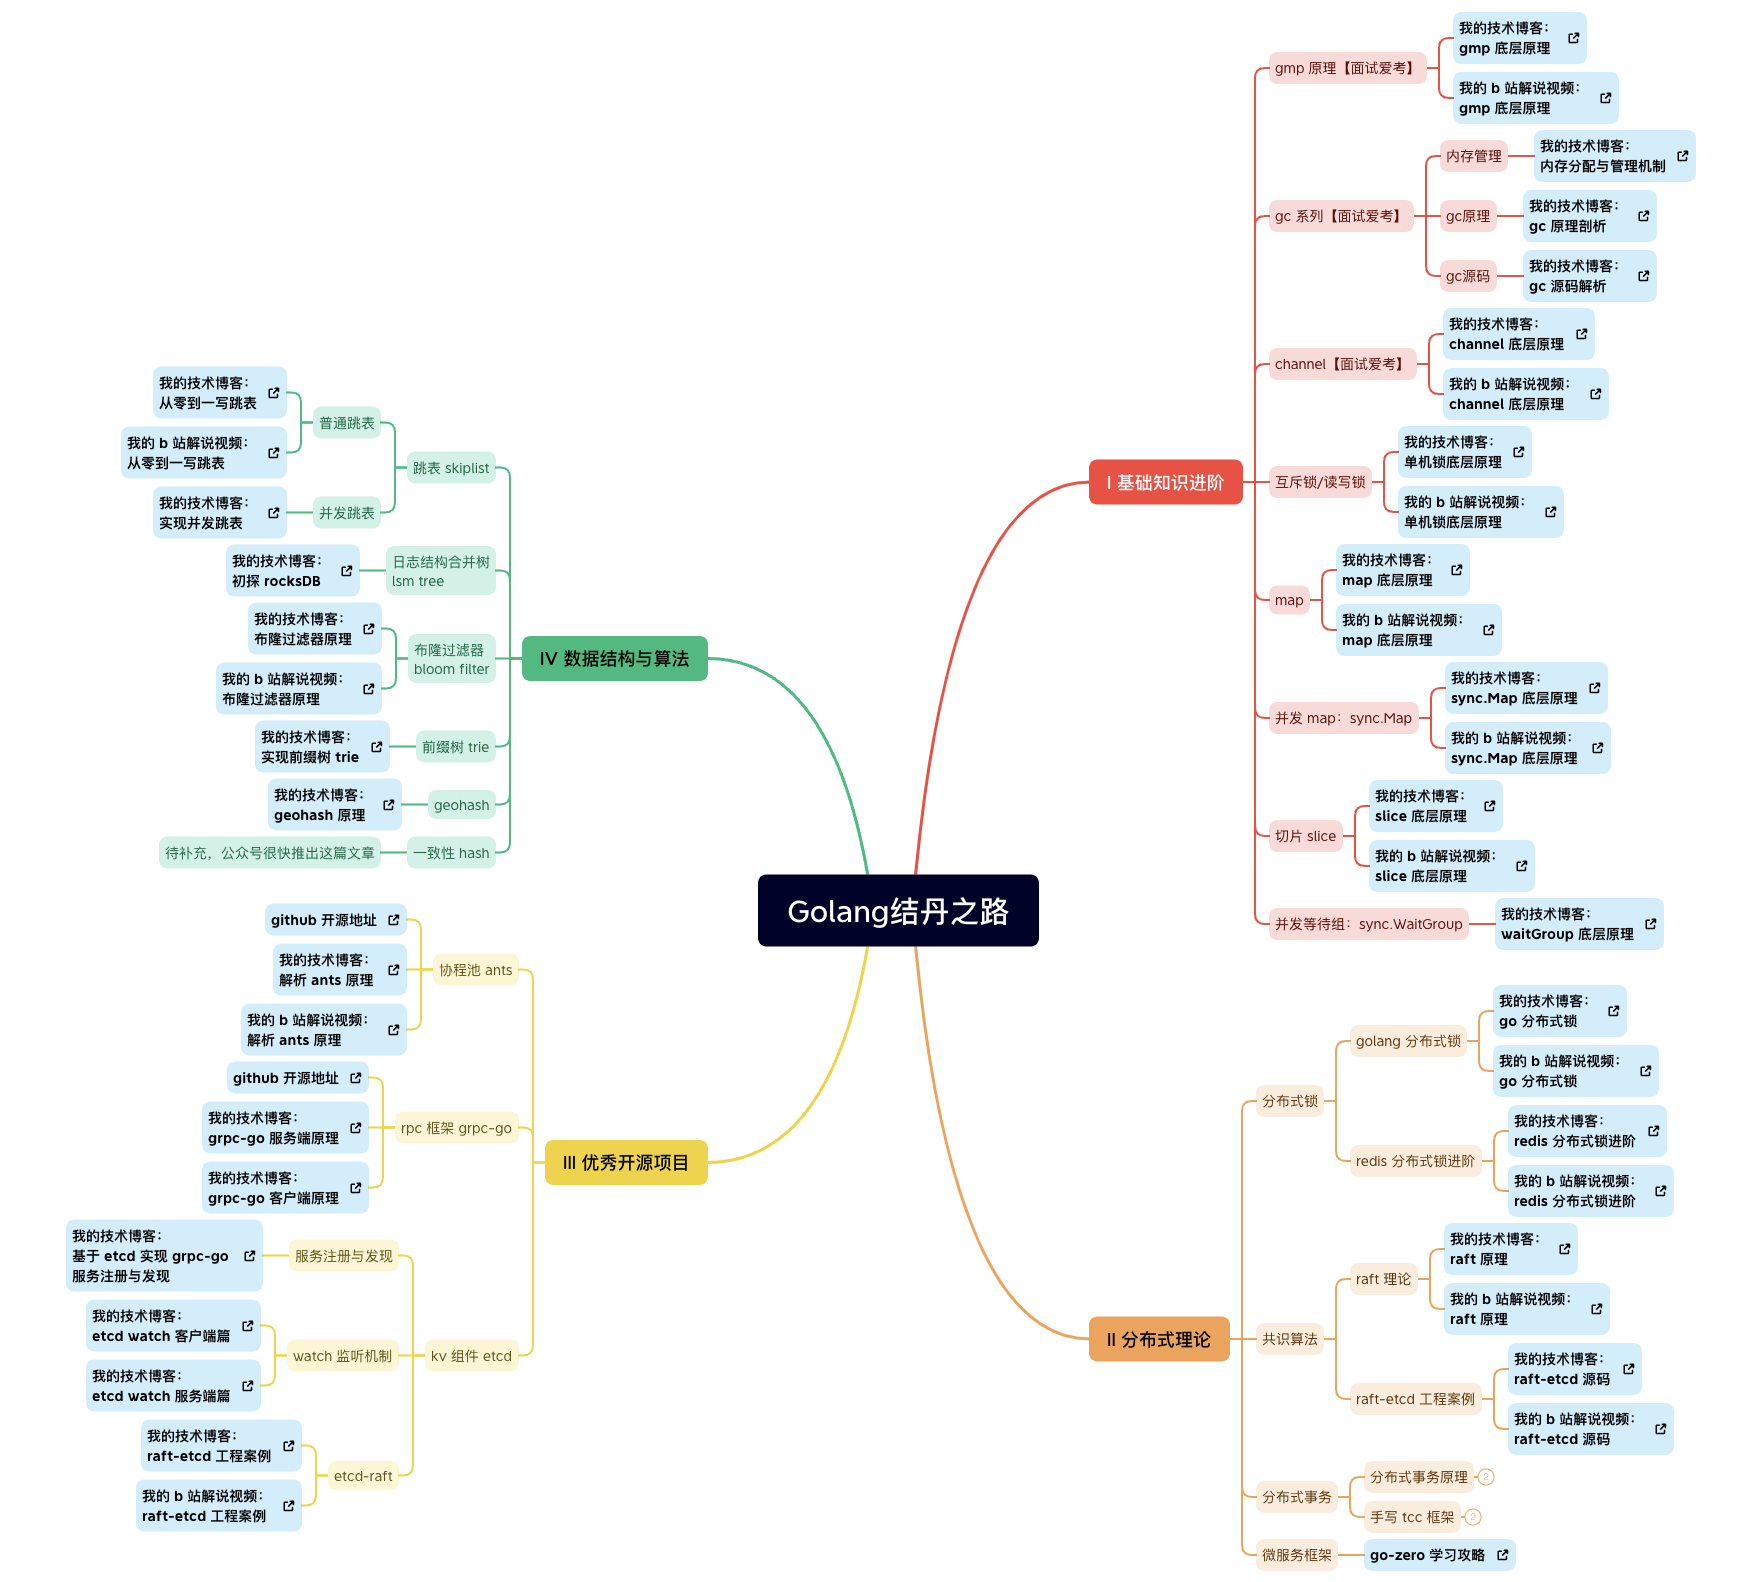 Golang结丹之路
I 基础知识进阶
gmp 原理【面试爱考】
我的技术博客：
gmp 底层原理
我的 b 站解说视频：
gmp 底层原理
gc 系列【面试爱考】
内存管理
我的技术博客：
内存分配与管理机制
gc原理
我的技术博客：
gc 原理剖析
gc源码
我的技术博客：
gc 源码解析
channel【面试爱考】
我的技术博客：
channel 底层原理
我的 b 站解说视频：
channel 底层原理
互斥锁/读写锁
我的技术博客：
单机锁底层原理
我的 b 站解说视频：
单机锁底层原理
map
我的技术博客：
map 底层原理
我的 b 站解说视频：
map 底层原理
并发 map：sync.Map
我的技术博客：
sync.Map 底层原理
我的 b 站解说视频：
sync.Map 底层原理
切片 slice
我的技术博客：
slice 底层原理
我的 b 站解说视频：
slice 底层原理
并发等待组：sync.WaitGroup
我的技术博客：
waitGroup 底层原理
II 分布式理论
分布式锁
golang 分布式锁
我的技术博客：
go 分布式锁
我的 b 站解说视频：
go 分布式锁
redis 分布式锁进阶
我的技术博客：
redis 分布式锁进阶
我的 b 站解说视频：
redis 分布式锁进阶
共识算法
raft 理论
我的技术博客：
raft 原理
我的 b 站解说视频：
raft 原理
raft-etcd 工程案例
我的技术博客：
raft-etcd 源码
我的 b 站解说视频：
raft-etcd 源码
分布式事务
分布式事务原理
2
手写 tcc 框架
2
微服务框架
go-zero 学习攻略
III 优秀开源项目
协程池 ants
github 开源地址
我的技术博客：
解析 ants 原理
我的 b 站解说视频：
解析 ants 原理
rpc 框架 grpc-go
github 开源地址
我的技术博客：
grpc-go 服务端原理
我的技术博客：
grpc-go 客户端原理
kv 组件 etcd
服务注册与发现
我的技术博客：
基于 etcd 实现 grpc-go
服务注册与发现
watch 监听机制
我的技术博客：
etcd watch 客户端篇
我的技术博客：
etcd watch 服务端篇
etcd-raft
我的技术博客：
raft-etcd 工程案例
我的 b 站解说视频：
raft-etcd 工程案例
IV 数据结构与算法
跳表 skiplist
普通跳表
我的技术博客：
从零到一写跳表
我的 b 站解说视频：
从零到一写跳表
并发跳表
我的技术博客：
实现并发跳表
日志结构合并树
lsm tree
我的技术博客：
初探 rocksDB
布隆过滤器
bloom filter
我的技术博客：
布隆过滤器原理
我的 b 站解说视频：
布隆过滤器原理
前缀树 trie
我的技术博客：
实现前缀树 trie
geohash
我的技术博客：
geohash 原理
一致性 hash
待补充，公众号很快推出这篇文章